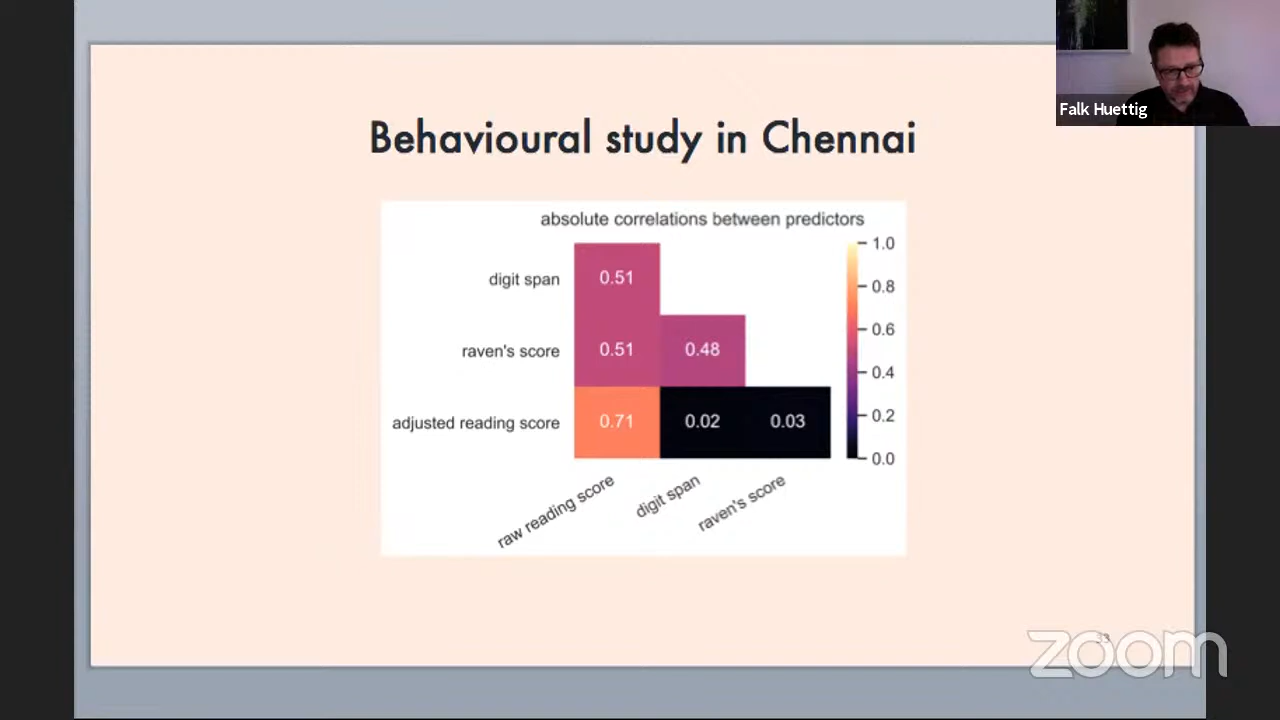 Falk Huettig
Behavioural study in Chennai
absolute correlations between predictors
1.0
digit span
0.51
0.8
0.6
raven's score
0.51
0.48
0.4
adjusted reading score
0.71
0.02
0.03
0.2
0.0
raw reading score
digit span
raven's score
33
zoom